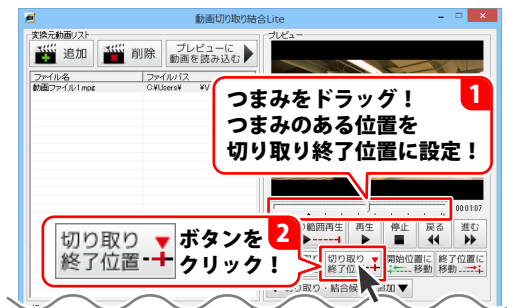 動画切り取り結合Lite
変換元動画リスト
追加
削除
プレビューに
動画を読み込む
プレビュー
ファイル名 ファイルパス
動画ファイル1.mpg C:¥Users¥ ¥V
1
つまみをドラッグ！
つまみのある位置を
切り取り終了位置に設定！
00:01:07
範囲再生 再生 停止 戻る 進む
切り取り
終了位置
開始位置に
移動
終了位置に
移動
2
切り取り
終了位置
ボタンを
クリック！
切り取り・結合候 追加▼